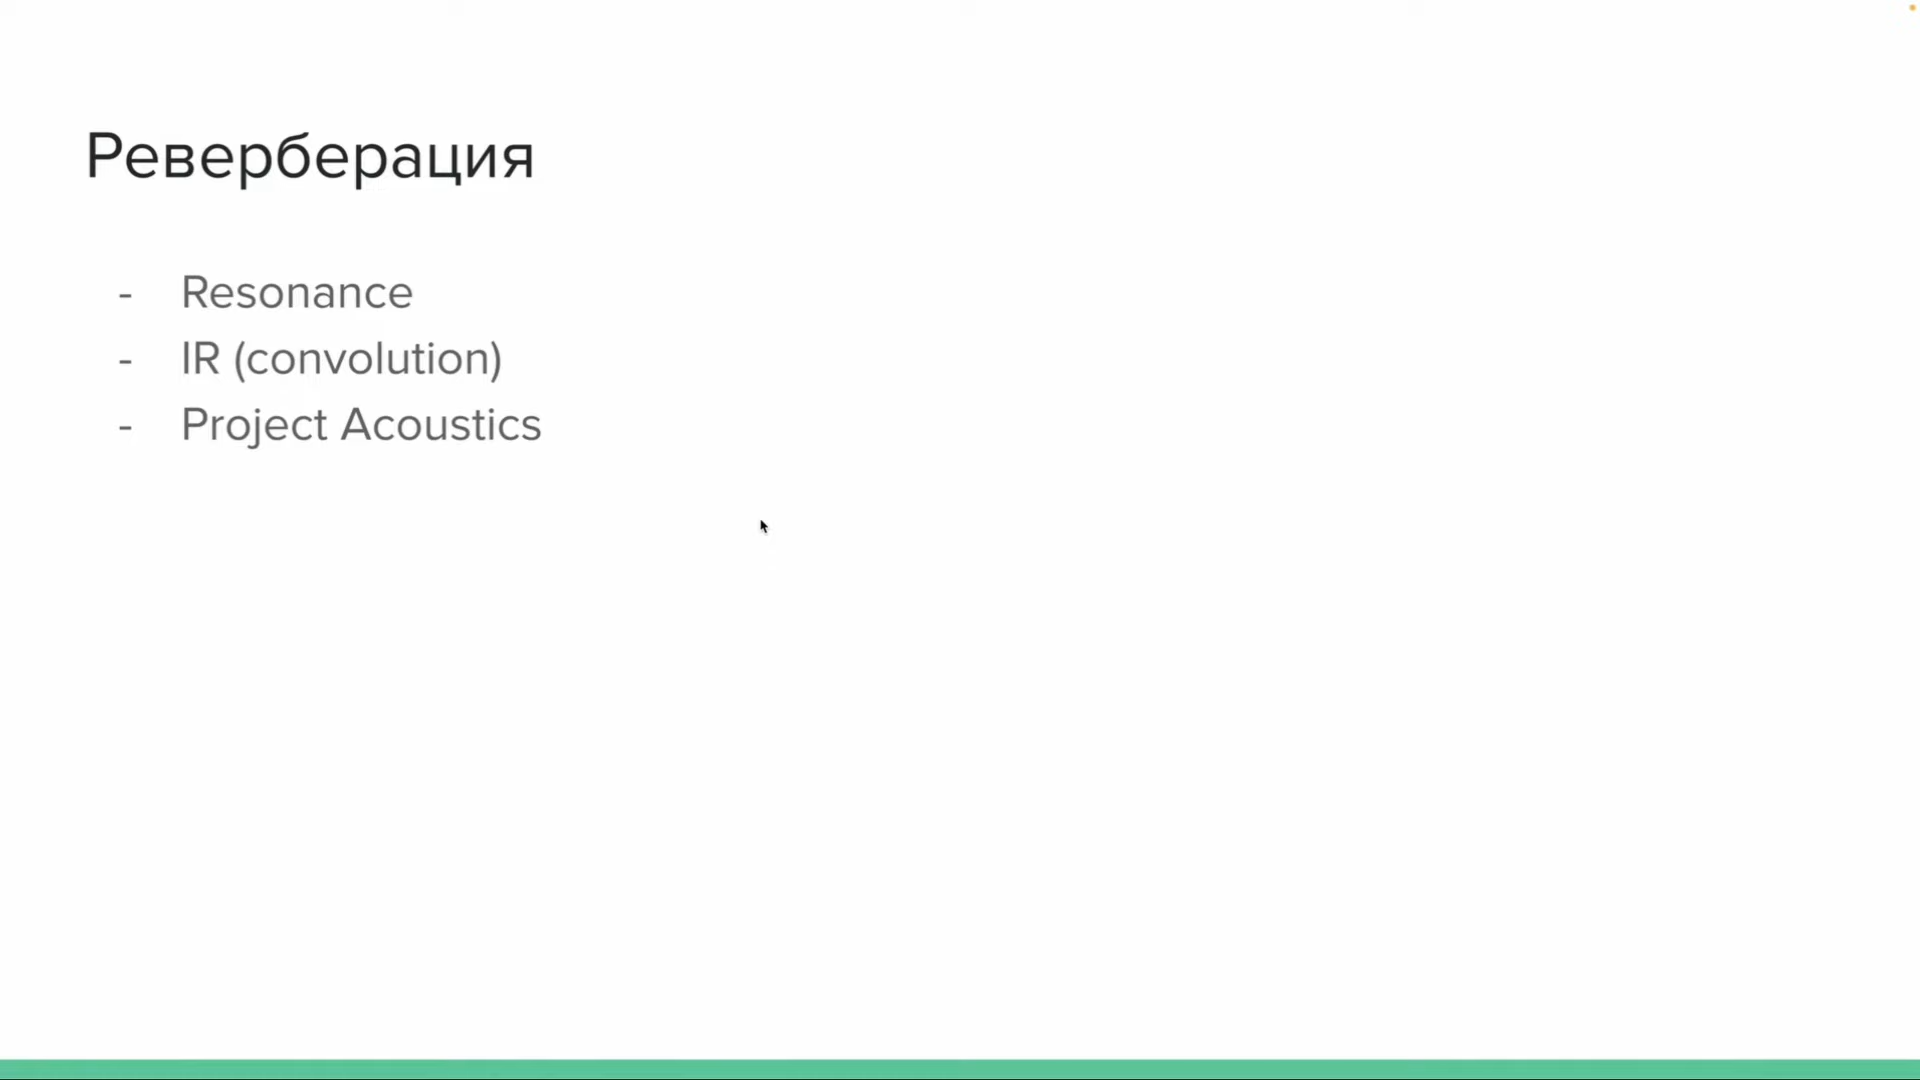 Реверберация
- Resonance
- IR (convolution)
- Project Acoustics